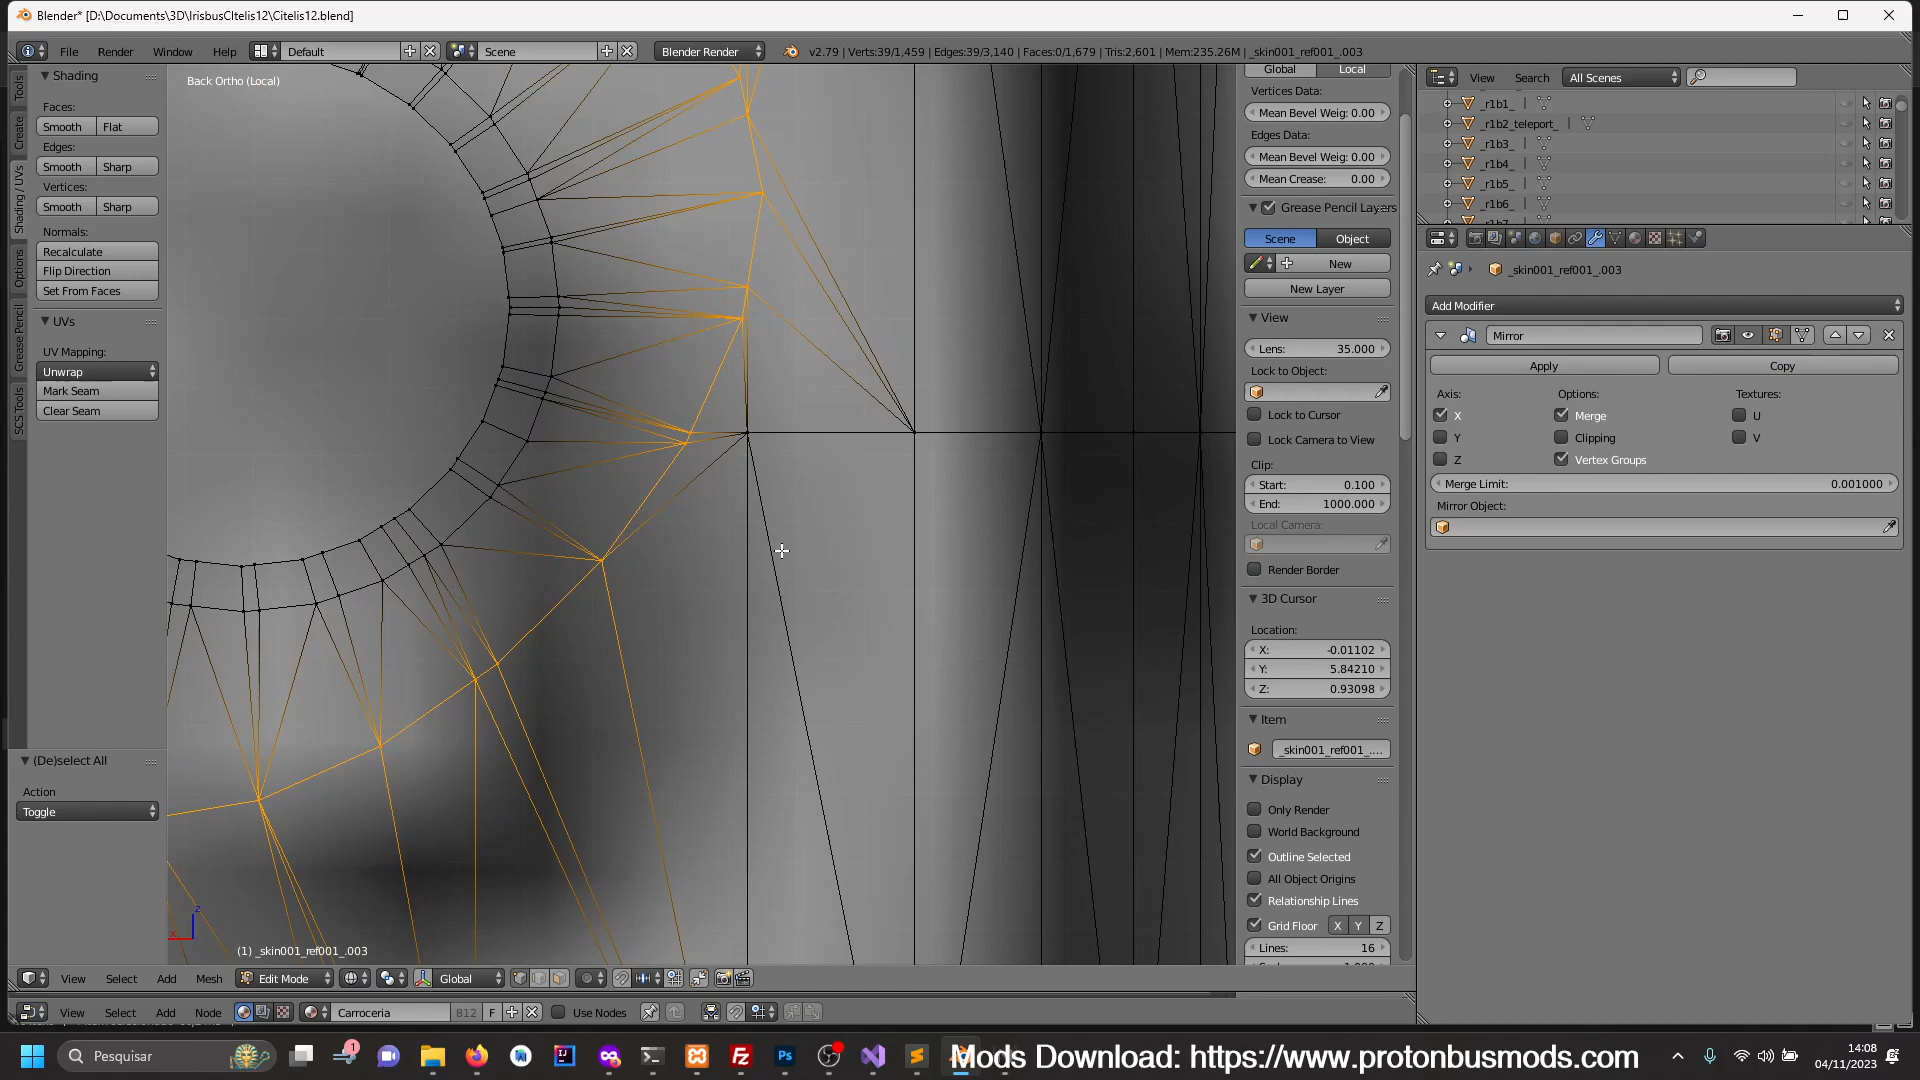 Blender* [D:\Documents\3D\IrisbusCItelis12\Citelis12.blend]
File Render Window Help Default Scene Blender Render v2.79 | Verts:39/1,459 | Edges:39/3,140 | Faces:0/1,679 | Tris:2,601 | Mem:235.26M | _skin001_ref001_.003
Tools
Create
Shading / UVs
Options
Grease Pencil
SCS Tools
Shading
Faces:
Smooth Flat
Edges:
Smooth Sharp
Vertices:
Smooth Sharp
Normals:
Recalculate
Flip Direction
Set From Faces
UVs
UV Mapping:
Unwrap
Mark Seam
Clear Seam
(De)select All
Action
Toggle
Back Ortho (Local)
z
x
(1) _skin001_ref001_.003
Global Local
Vertices Data:
Mean Bevel Weig: 0.00
Edges Data:
Mean Bevel Weig: 0.00
Mean Crease: 0.00
Grease Pencil Layers
Scene Object
New
New Layer
View
Lens: 35.000
Lock to Object:
Lock to Cursor
Lock Camera to View
Clip:
Start: 0.100
End: 1000.000
Local Camera:
Render Border
3D Cursor
Location:
X: -0.01102
Y: 5.84210
Z: 0.93098
Item
_skin001_ref001_....
Display
Only Render
World Background
Outline Selected
All Object Origins
Relationship Lines
Grid Floor X Y Z
Lines: 16
View Search All Scenes
_r1b1_
_r1b2_teleport_
_r1b3_
_r1b4_
_r1b5_
_r1b6_
_skin001_ref001_.003
Add Modifier
Mirror
Apply Copy
Axis: Options: Textures:
X Merge U
Y Clipping V
Z Vertex Groups
Merge Limit: 0.001000
Mirror Object:
View Select Add Mesh Edit Mode Global
View Select Add Node Carroceria 812 F Use Nodes
Pesquisar 1 Mods Download: https://www.protonbusmods.com 14:08
04/11/2023